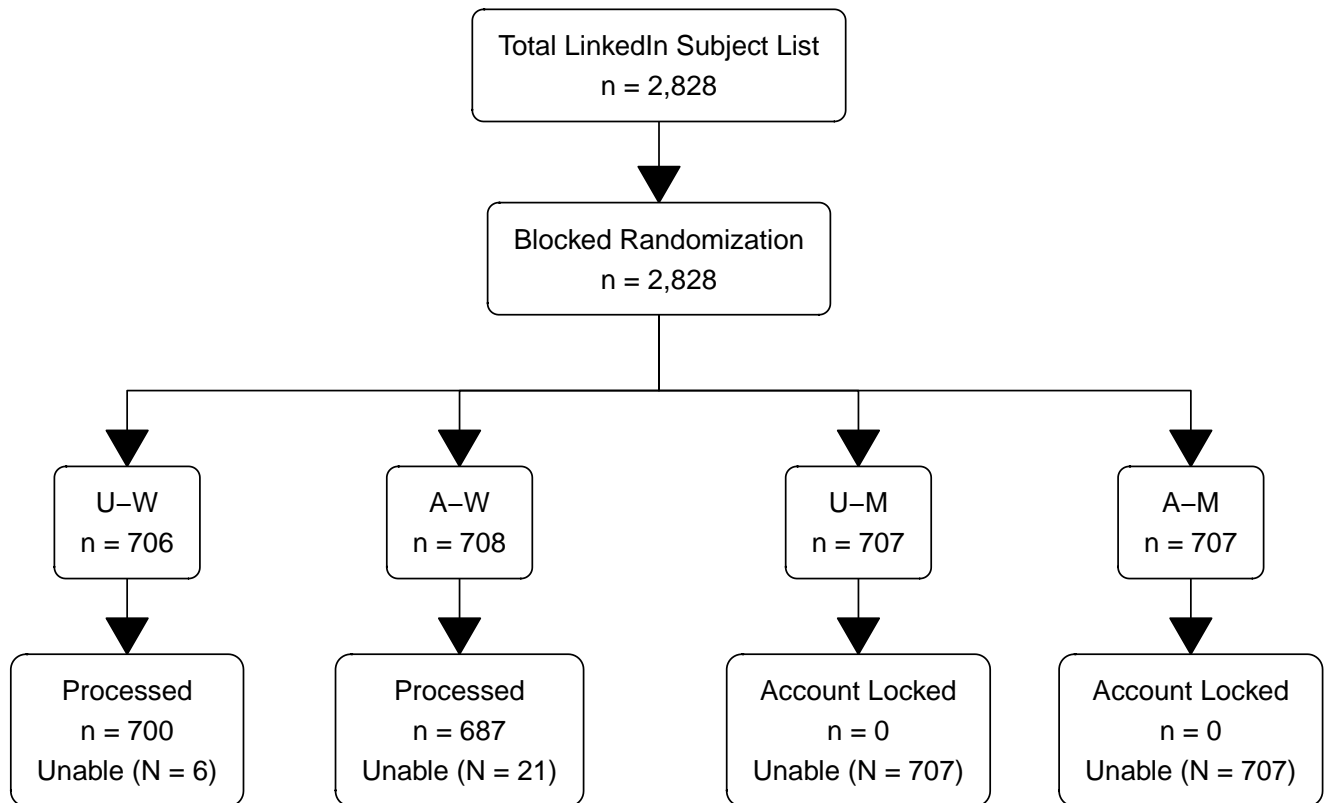 Total LinkedIn Subject List
n = 2,828
Blocked Randomization
n = 2,828
U−W
n = 706
A−W
n = 708
U−M
n = 707
A−M
n = 707
Processed
n = 700
Unable (N = 6)
Processed
n = 687
Unable (N = 21)
Account Locked
n = 0
Unable (N = 707)
Account Locked
n = 0
Unable (N = 707)